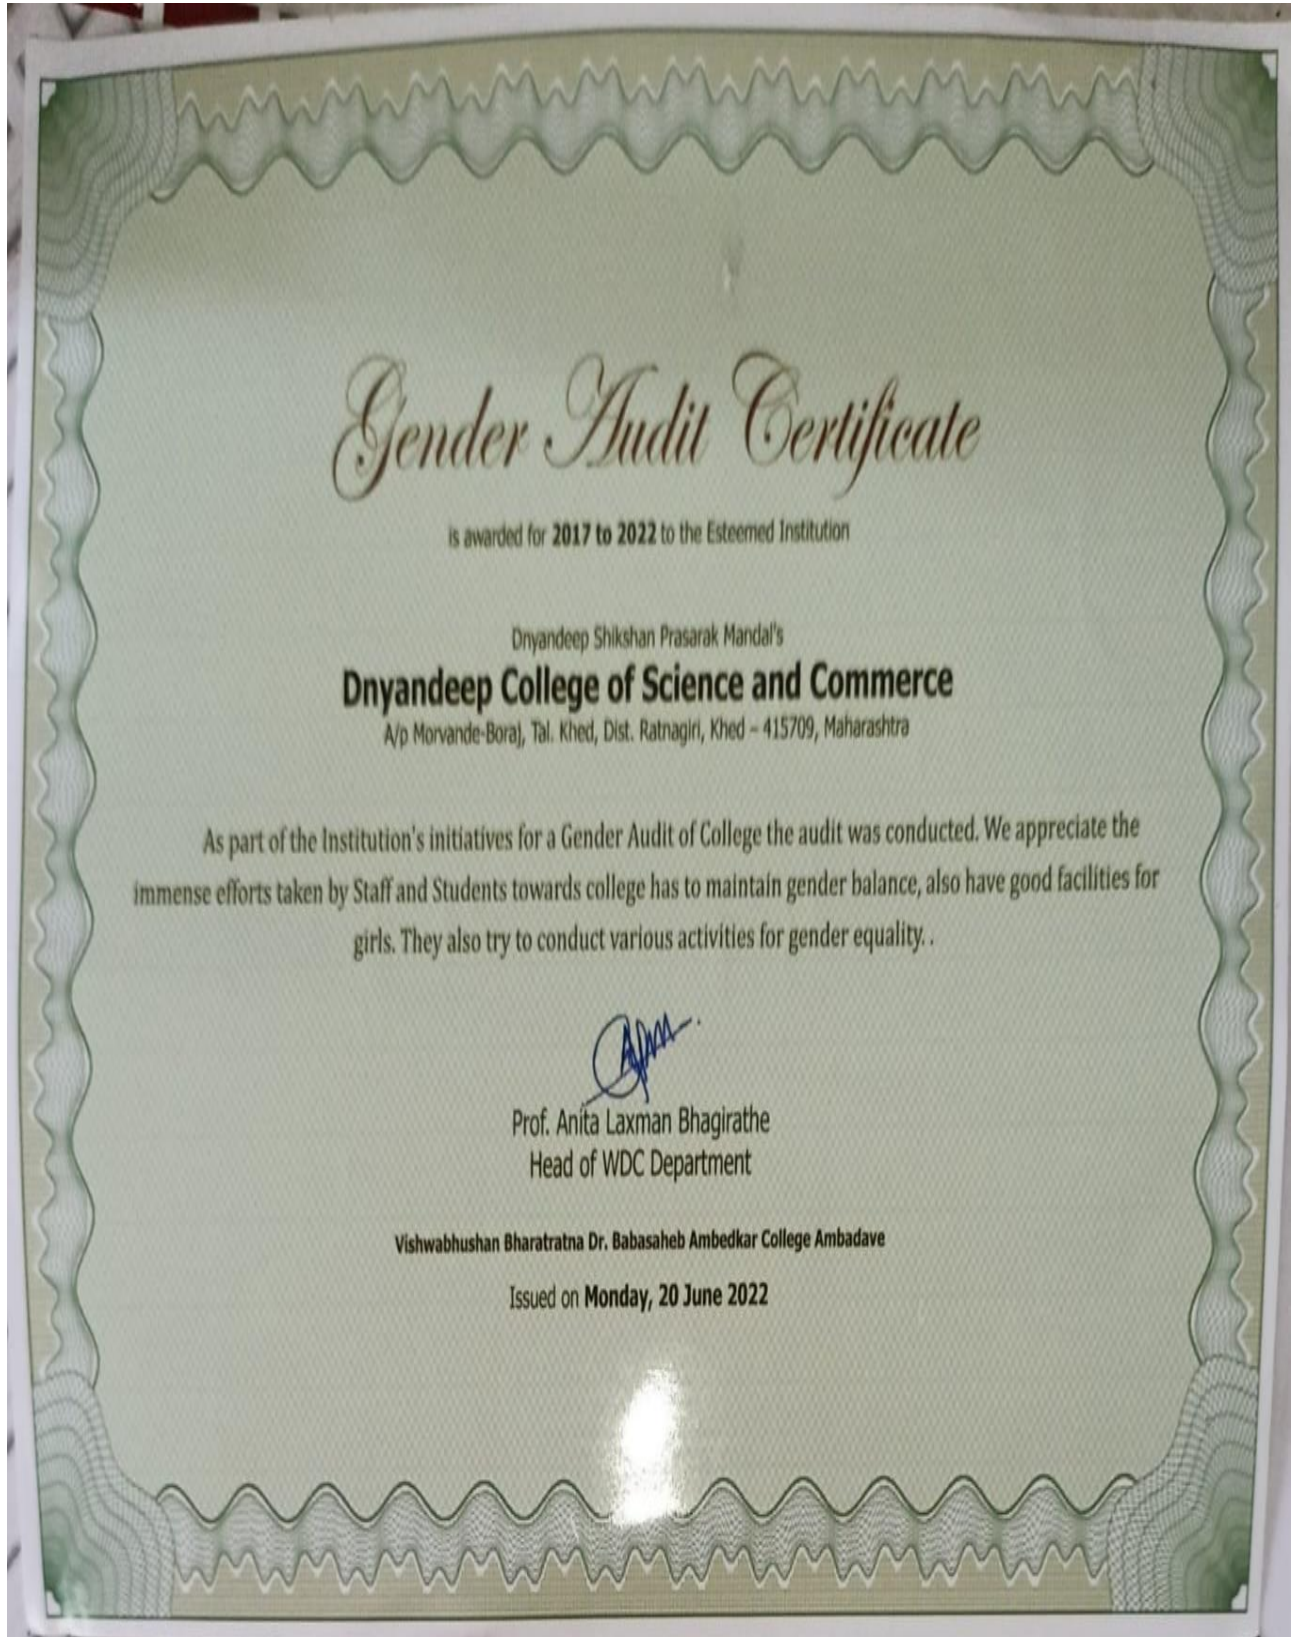 Gender Audit Certificate
is awarded for 2017 to 2022 to the Esteemed Institution
Dnyandeep Shikshan Prasarak Mandal's
Dnyandeep College of Science and Commerce
A/p Morvande-Boraj, Tal. Khed, Dist. Ratnagiri, Khed – 415709, Maharashtra
As part of the Institution's initiatives for a Gender Audit of College the audit was conducted. We appreciate the
immense efforts taken by Staff and Students towards college has to maintain gender balance, also have good facilities for
girls. They also try to conduct various activities for gender equality. .
Prof. Anita Laxman Bhagirathe
Head of WDC Department
Vishwabhushan Bharatratna Dr. Babasaheb Ambedkar College Ambadave
Issued on Monday, 20 June 2022